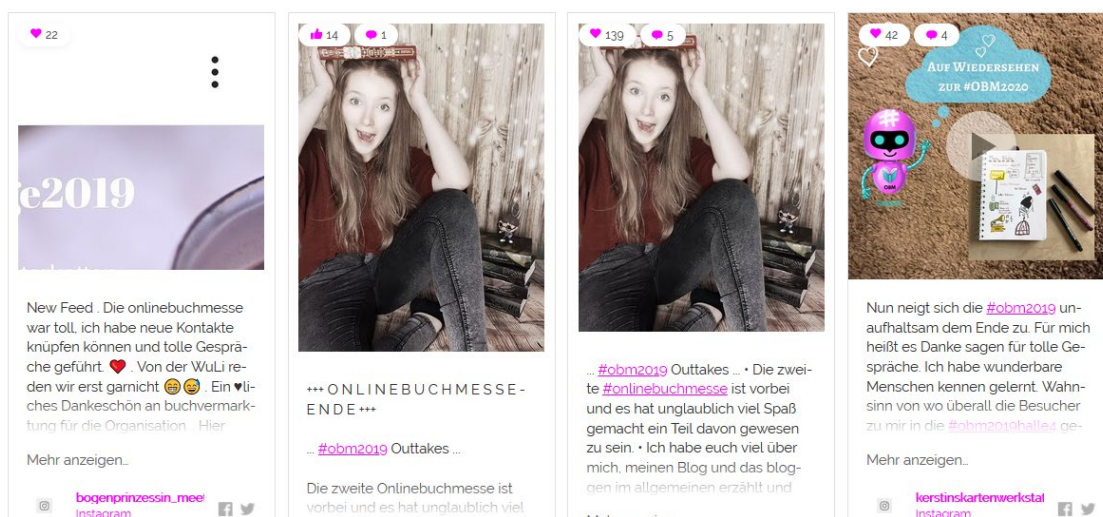 22
e2019
New Feed . Die onlinebuchmesse
war toll, ich habe neue Kontakte
knüpfen können und tolle Gesprä-
che geführt. ❤️ . Von der WuLi re-
den wir erst garnicht 😁😅 . Ein ♥li-
ches Dankeschön an buchvermark-
tung für die Organisation . Hier
Mehr anzeigen...
bogenprinzessin_mee
Instagram
14
1
+++ O N L I N E B U C H M E S S E -
E N D E +++
... #obm2019 Outtakes ...
Die zweite Onlinebuchmesse ist
vorbei und es hat unglaublich viel
139
5
... #obm2019 Outtakes ... • Die zwei-
te #onlinebuchmesse ist vorbei
und es hat unglaublich viel Spaß
gemacht ein Teil davon gewesen
zu sein. • Ich habe euch viel über
mich, meinen Blog und das blog-
gen im allgemeinen erzählt und
42
4
Auf Wiedersehen
zur #OBM2020
#
OBM
Nun neigt sich die #obm2019 un-
aufhaltsam dem Ende zu. Für mich
heißt es Danke sagen für tolle Ge-
spräche. Ich habe wunderbare
Menschen kennen gelernt. Wahn-
sinn von wo überall die Besucher
zu mir in die #obm2019halle4 ge-
Mehr anzeigen...
kerstinskartenwerkstat
Instagram